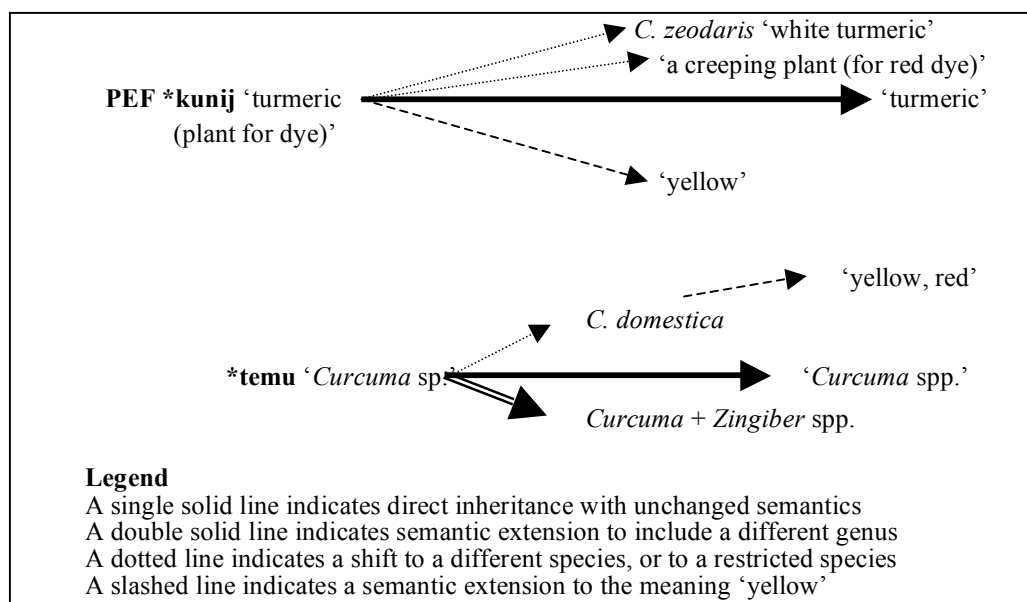 C. zeodaris ‘white turmeric’
‘a creeping plant (for red dye)’
PEF *kunij ‘turmeric ‘turmeric’
(plant for dye)’
‘yellow’
‘yellow, red’
C. domestica
*temu ‘Curcuma sp.’ ‘Curcuma spp.’
Curcuma + Zingiber spp.
Legend
A single solid line indicates direct inheritance with unchanged semantics
A double solid line indicates semantic extension to include a different genus
A dotted line indicates a shift to a different species, or to a restricted species
A slashed line indicates a semantic extension to the meaning ‘yellow’